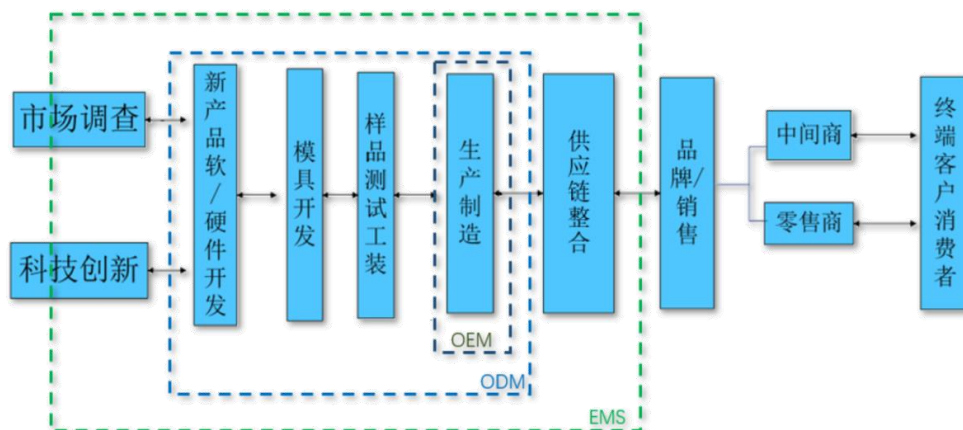 市场调查
科技创新
新产品软/硬件开发
模具开发
样品测试工装
生产制造
OEM
ODM
供应链整合
EMS
品牌/销售
中间商
零售商
终端客户消费者